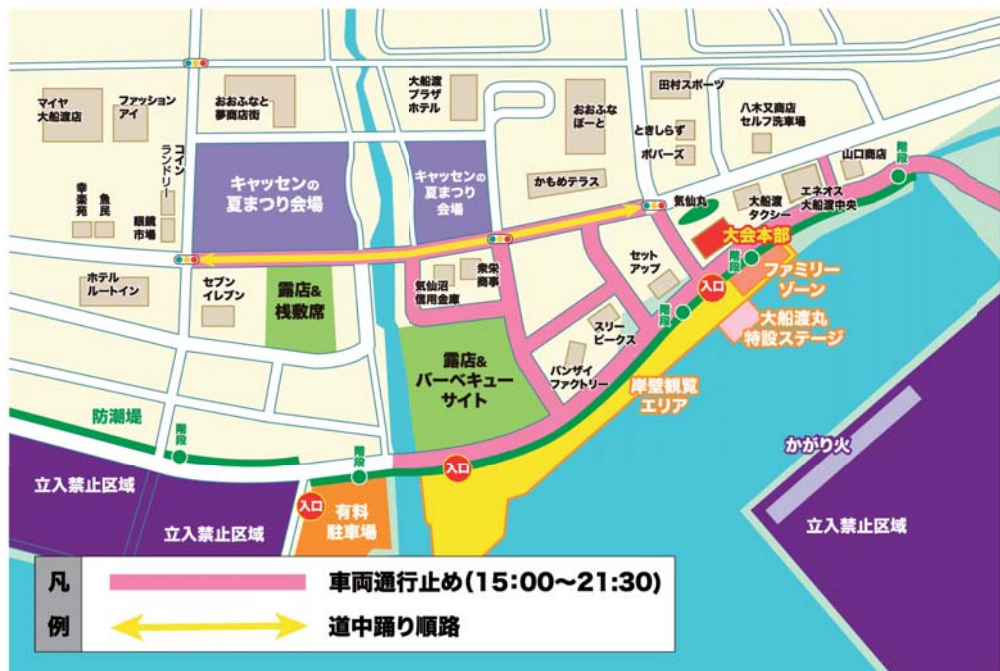 マイヤ
大船渡店
ファッション
アイ
おおふなと
夢商店街
大船渡
プラザ
ホテル
おおふな
ぽーと
田村スポーツ
八木又商店
セルフ洗車場
ときしらず
ポパーズ
山口商店
階段
コイン
ランドリー
キャッセンの
夏まつり会場
キャッセンの
夏まつり
会場
かもめテラス
幸楽苑
魚民
眼鏡
市場
気仙丸
大船渡
タクシー
エネオス
大船渡中央
大会本部
階段
ファミリー
ゾーン
ホテル
ルートイン
セブン
イレブン
露店&
桟敷席
気仙沼
信用金庫
衆栄
商事
セット
アップ
入口
階段
大船渡丸
特設ステージ
スリー
ピークス
バンザイ
ファクトリー
露店&
バーベキュー
サイト
岸壁観覧
エリア
防潮堤
階段
階段
入口
かがり火
立入禁止区域
立入禁止区域
入口
有料
駐車場
立入禁止区域
凡例
車両通行止め(15:00〜21:30)
道中踊り順路